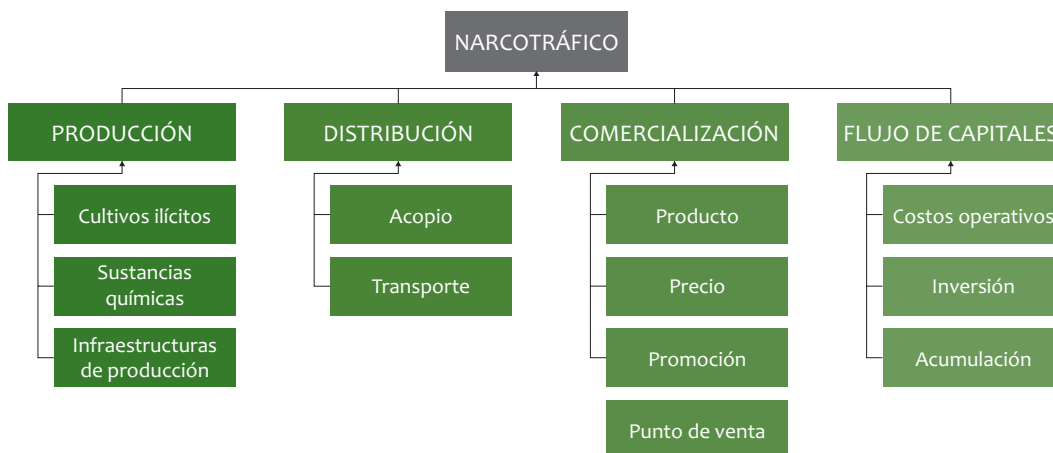 NARCOTRÁFICO
PRODUCCIÓN
Cultivos ilícitos
Sustancias
químicas
Infraestructuras
de producción
DISTRIBUCIÓN
Acopio
Transporte
COMERCIALIZACIÓN
Producto
Precio
Promoción
Punto de venta
FLUJO DE CAPITALES
Costos operativos
Inversión
Acumulación